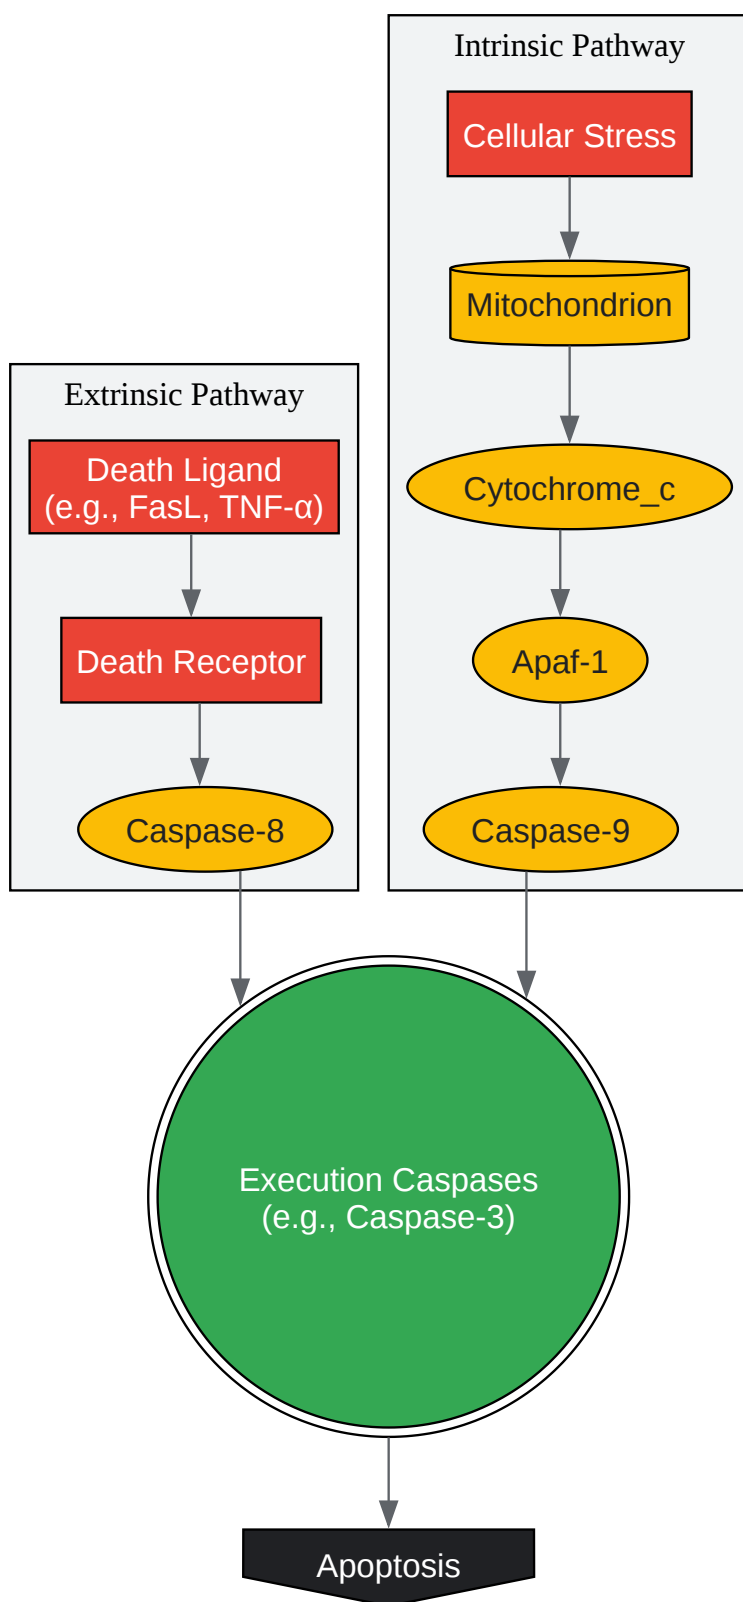 Intrinsic Pathway
Cellular Stress
Mitochondrion
Cytochrome_c
Apaf-1
Caspase-9
Extrinsic Pathway
Death Ligand
(e.g., FasL, TNF-α)
Death Receptor
Caspase-8
Execution Caspases
(e.g., Caspase-3)
Apoptosis